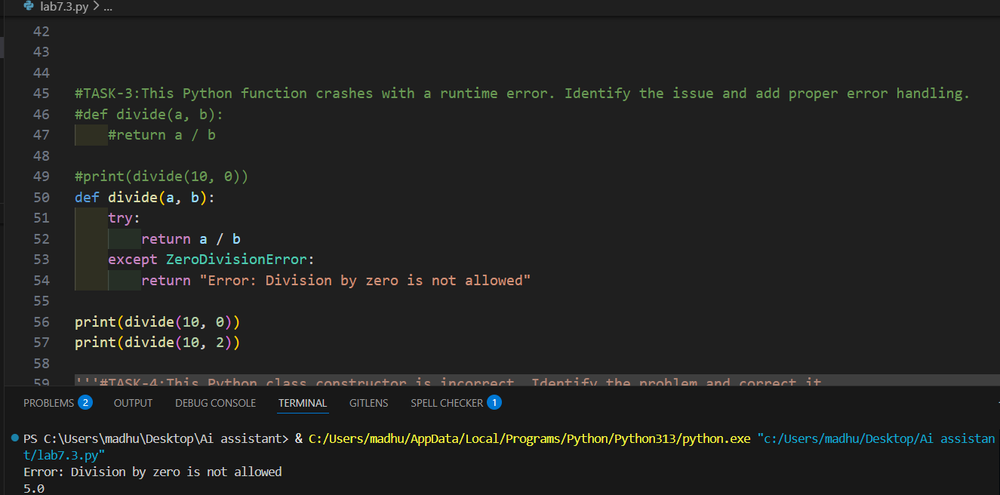 lab7.3.py > ...
42
43
44
45 #TASK-3:This Python function crashes with a runtime error. Identify the issue and add proper error handling.
46 #def divide(a, b):
47     #return a / b
48
49 #print(divide(10, 0))
50 def divide(a, b):
51     try:
52         return a / b
53     except ZeroDivisionError:
54         return "Error: Division by zero is not allowed"
55
56 print(divide(10, 0))
57 print(divide(10, 2))
58
59 '''#TASK-4:This Python class constructor is incorrect. Identify the problem and correct it
PROBLEMS 2 OUTPUT DEBUG CONSOLE TERMINAL GITLENS SPELL CHECKER 1
PS C:\Users\madhu\Desktop\Ai assistant> & C:/Users/madhu/AppData/Local/Programs/Python/Python313/python.exe "c:/Users/madhu/Desktop/Ai assistan
t/lab7.3.py"
Error: Division by zero is not allowed
5.0